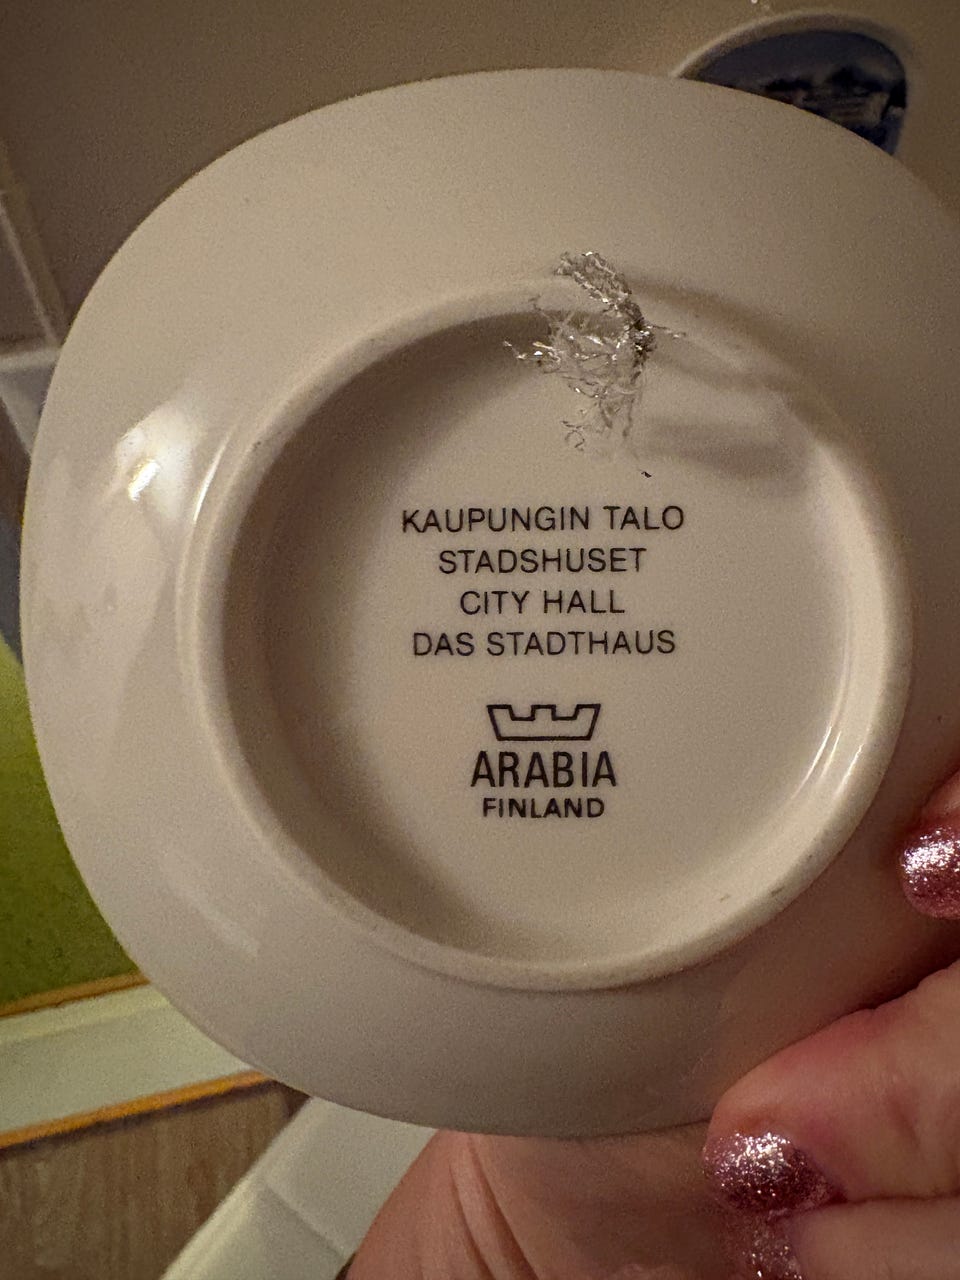 KAUPUNGIN TALO
STADSHUSET
CITY HALL
DAS STADTHAUS
ARABIA
FINLAND